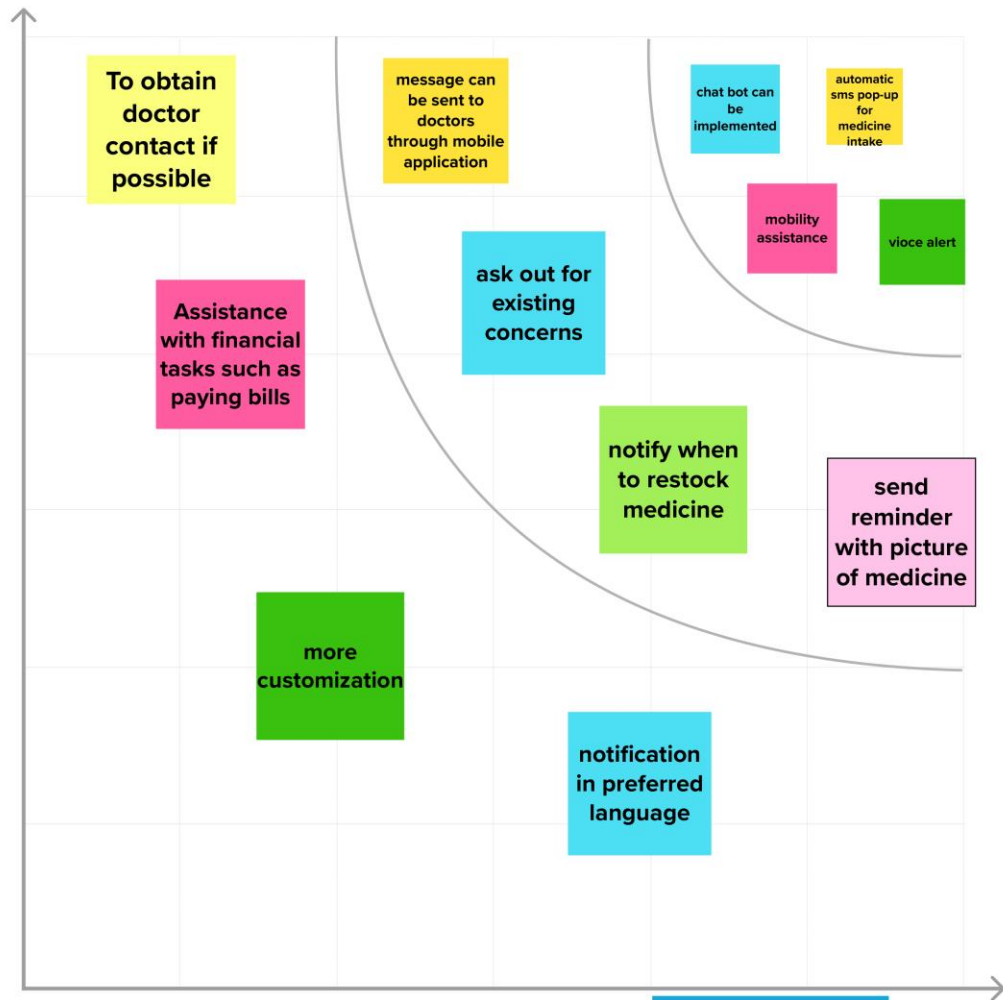 To obtain
doctor
contact if
possible
message can
be sent to
doctors
through mobile
application
chat bot can
be
implemented
automatic
sms pop-up
for
medicine
intake
mobility
assistance
vioce alert
ask out for
existing
concerns
Assistance
with financial
tasks such as
paying bills
notify when
to restock
medicine
send
reminder
with picture
of medicine
more
customization
notification
in preferred
language